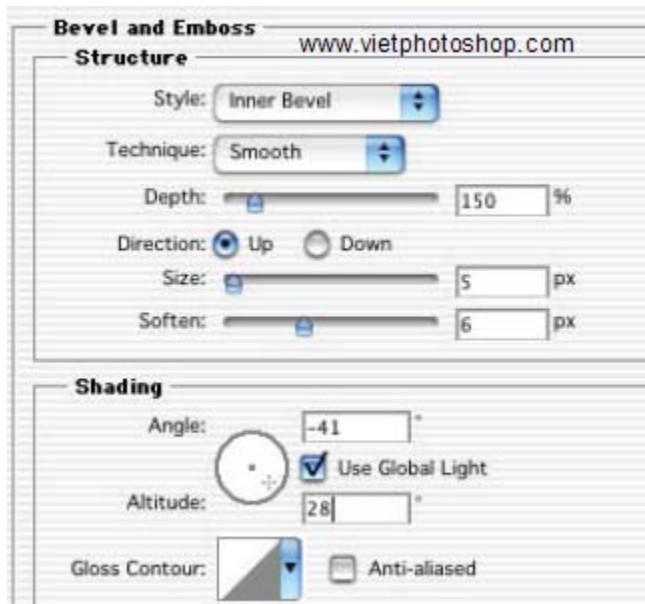 Bevel and Emboss
www.vietphotoshop.com
Structure
Style: Inner Bevel
Technique: Smooth
Depth: 150 %
Direction: Up Down
Size: 5 px
Soften: 6 px
Shading
Angle: -41 °
Use Global Light
Altitude: 28 °
Gloss Contour: Anti-aliased